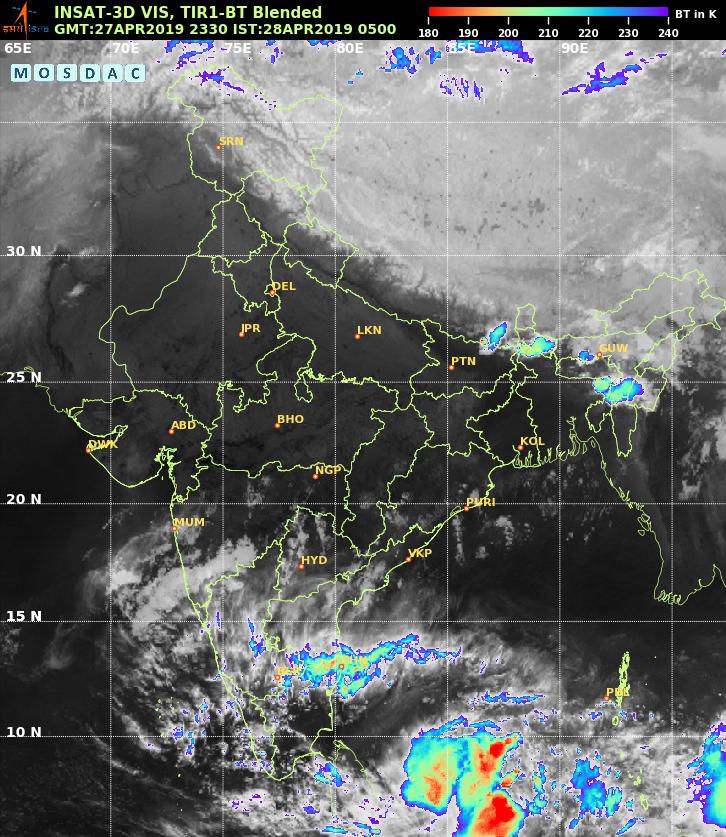 INSAT-3D VIS, TIR1-BT Blended
GMT:27APR2019 2330 IST:28APR2019 0500
BT in K
180 190 200 210 220 230 240
65E 70E 75E 80E 85E 90E
M O S D A C
SRN
30 N
DEL
JPR
LKN
GUW
PTN
25 N
ABD
BHO
DWK
KOL
NGP
20 N
PURI
MUM
HYD
VKP
15 N
10 N